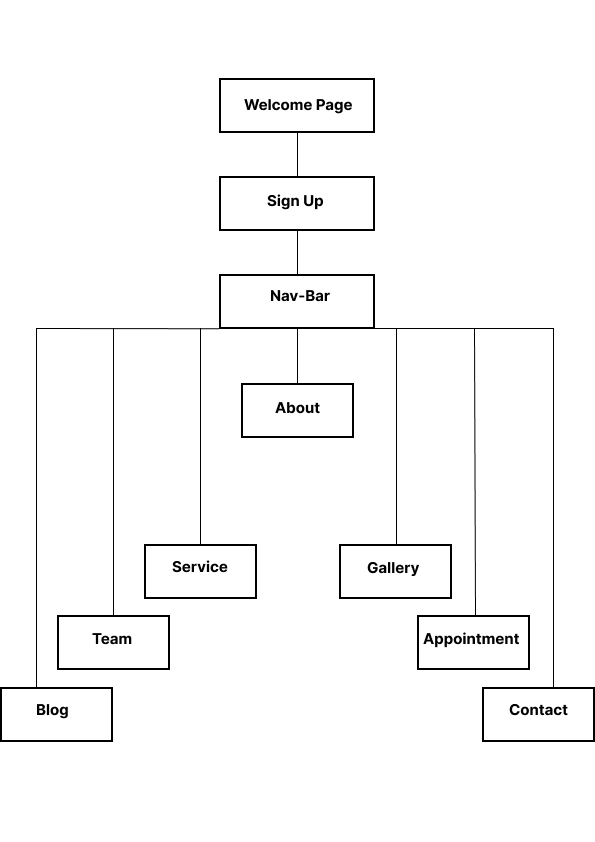 Welcome Page
Sign Up
Nav-Bar
About
Service
Gallery
Team
Appointment
Blog
Contact